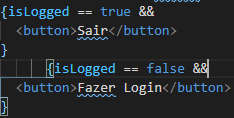 {isLogged == true &&
<button>Sair</button>
}
{isLogged == false &&
<button>Fazer Login</button>
}